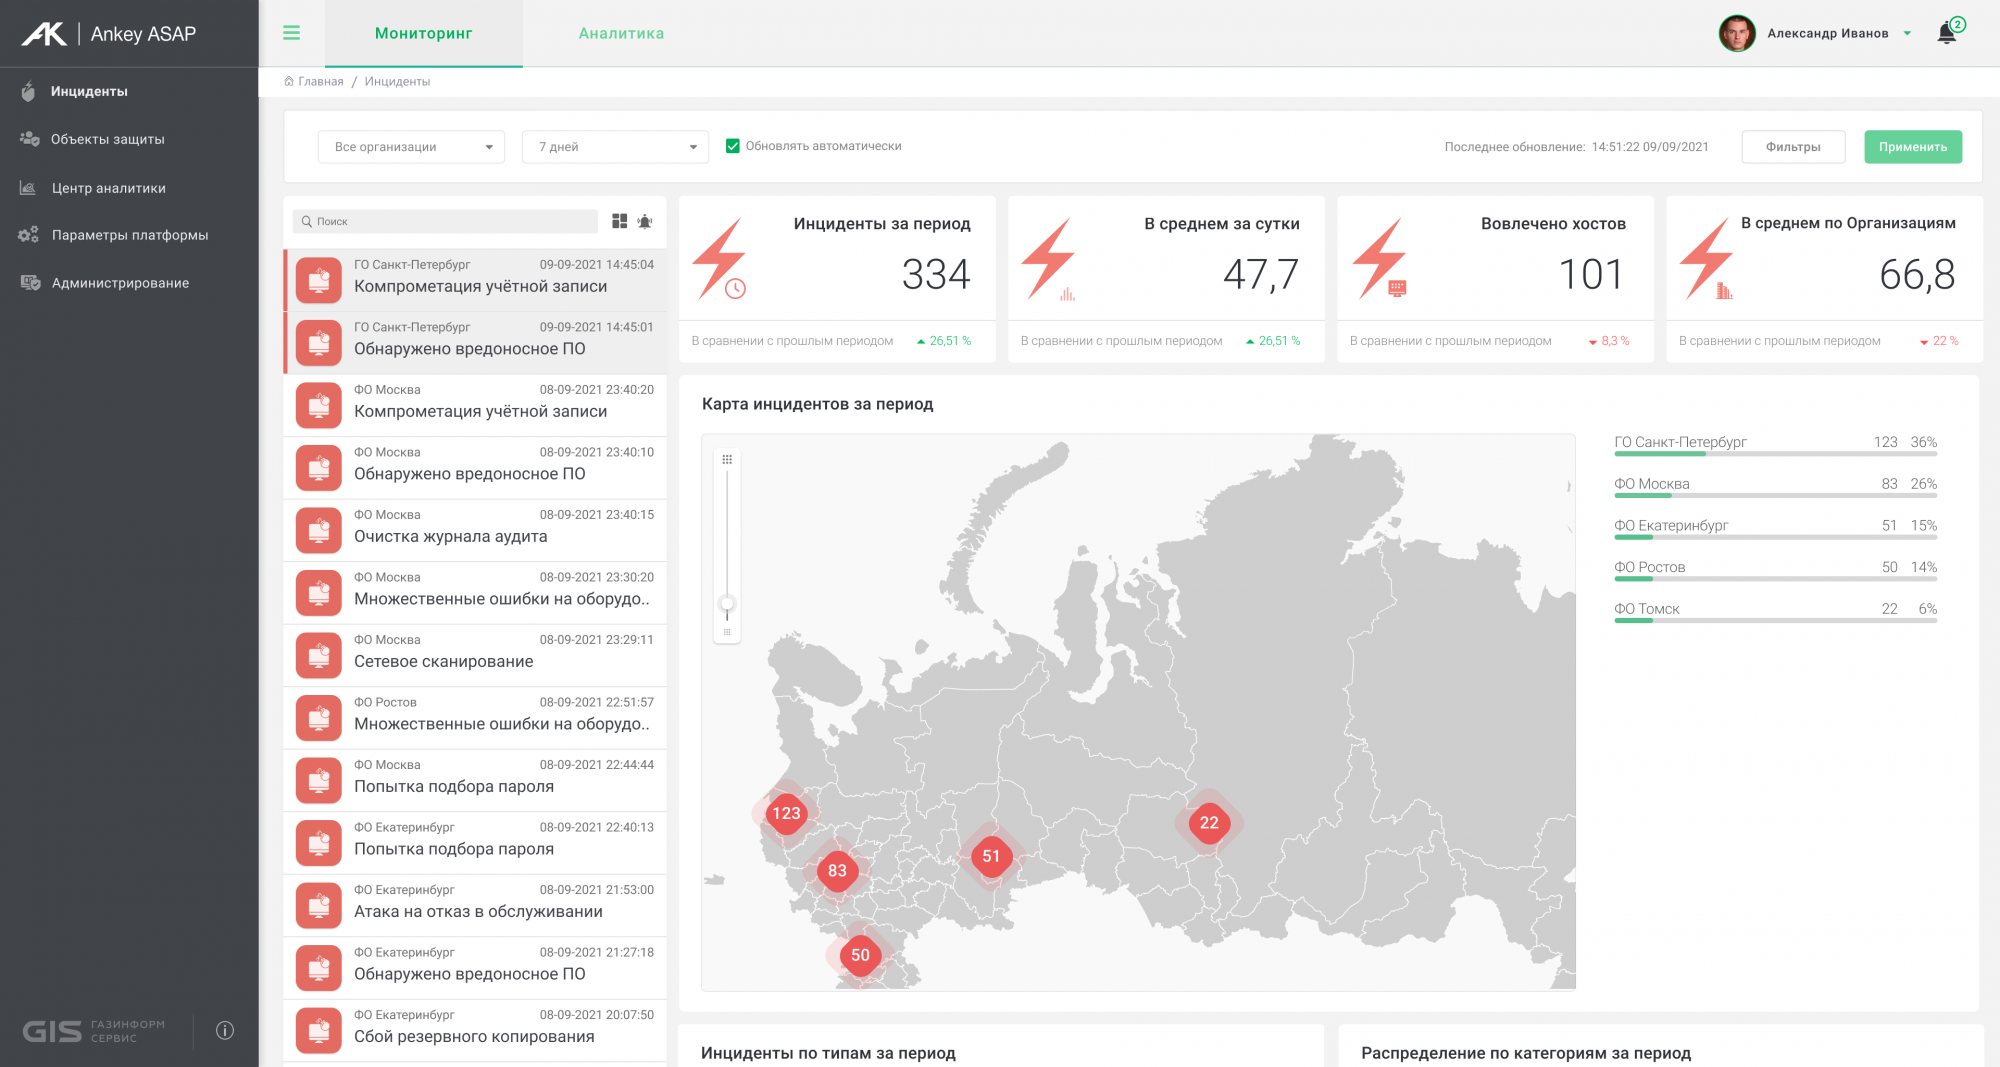 AK | Ankey ASAP
Инциденты
Объекты защиты
Центр аналитики
Параметры платформы
Администрирование
GIS ГАЗИНФОРМ
СЕРВИС
Мониторинг
Аналитика
Александр Иванов
2
Главная / Инциденты
Все организации
7 дней
Обновлять автоматически
Последнее обновление: 14:51:22 09/09/2021
Фильтры
Применить
Поиск
ГО Санкт-Петербург 09-09-2021 14:45:04
Компрометация учётной записи
ГО Санкт-Петербург 09-09-2021 14:45:01
Обнаружено вредоносное ПО
ФО Москва 08-09-2021 23:40:20
Компрометация учётной записи
ФО Москва 08-09-2021 23:40:10
Обнаружено вредоносное ПО
ФО Москва 08-09-2021 23:40:15
Очистка журнала аудита
ФО Москва 08-09-2021 23:30:20
Множественные ошибки на оборудо..
ФО Москва 08-09-2021 23:29:11
Сетевое сканирование
ФО Ростов 08-09-2021 22:51:57
Множественные ошибки на оборудо..
ФО Москва 08-09-2021 22:44:44
Попытка подбора пароля
ФО Екатеринбург 08-09-2021 22:40:13
Попытка подбора пароля
ФО Екатеринбург 08-09-2021 21:53:00
Атака на отказ в обслуживании
ФО Екатеринбург 08-09-2021 21:27:18
Обнаружено вредоносное ПО
ФО Екатеринбург 08-09-2021 20:07:50
Сбой резервного копирования
Инциденты за период
334
В сравнении с прошлым периодом 26,51 %
В среднем за сутки
47,7
В сравнении с прошлым периодом 26,51 %
Вовлечено хостов
101
В сравнении с прошлым периодом 8,3 %
В среднем по Организациям
66,8
В сравнении с прошлым периодом 22 %
Карта инцидентов за период
123
83
51
22
50
ГО Санкт-Петербург 123 36%
ФО Москва 83 26%
ФО Екатеринбург 51 15%
ФО Ростов 50 14%
ФО Томск 22 6%
Инциденты по типам за период
Распределение по категориям за период